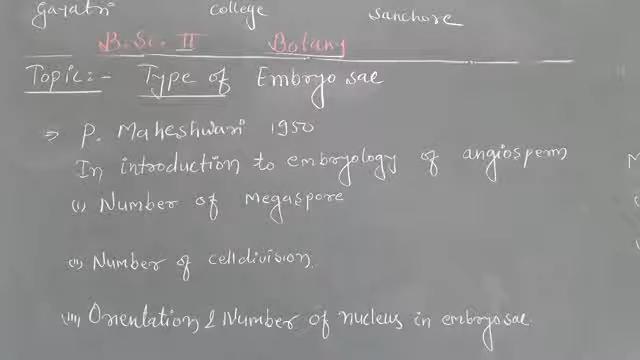 Gayatri college Sanchore
B.Sc. II Botany
Topic:- Type of Embryo sac
⇒ P. Maheshwari 1950
In introduction to embryology of angiosperm
(i) Number of Megaspore
(ii) Number of celldivision.
(iii) Orientation & Number of nucleus in embryosac.